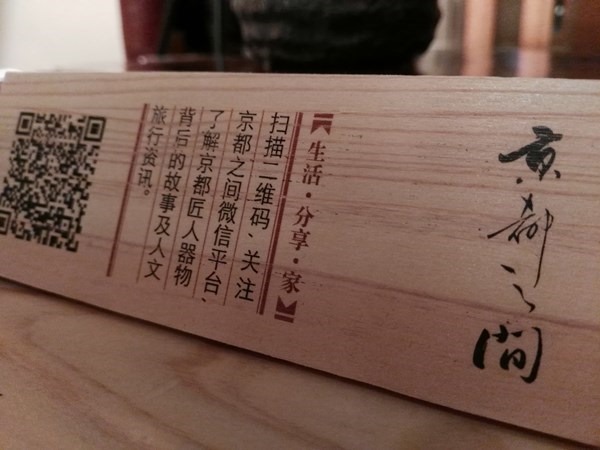 京都之间
生活·分享·家
扫描二维码、关注
京都之间微信平台、
了解京都匠人器物
背后的故事及人文
旅行资讯。